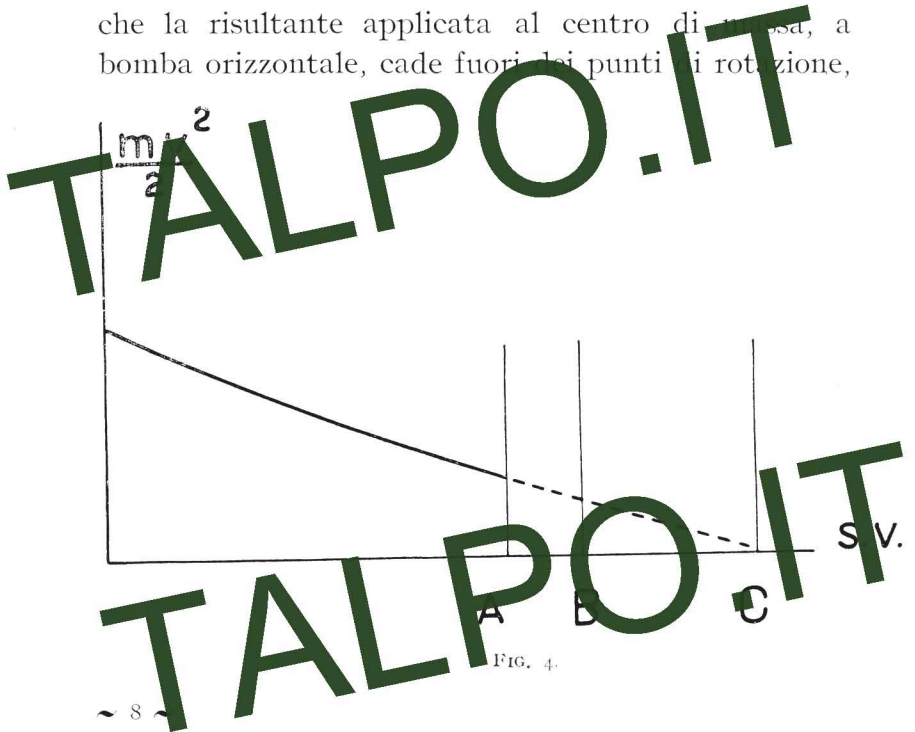 che la risultante applicata al centro di massa, a
bomba orizzontale, cade fuori dei punti di rotazione,
TALPO.IT
mv²
2
S.V.
TALPO.IT
A B C
FIG. 4.
~ 8 ~